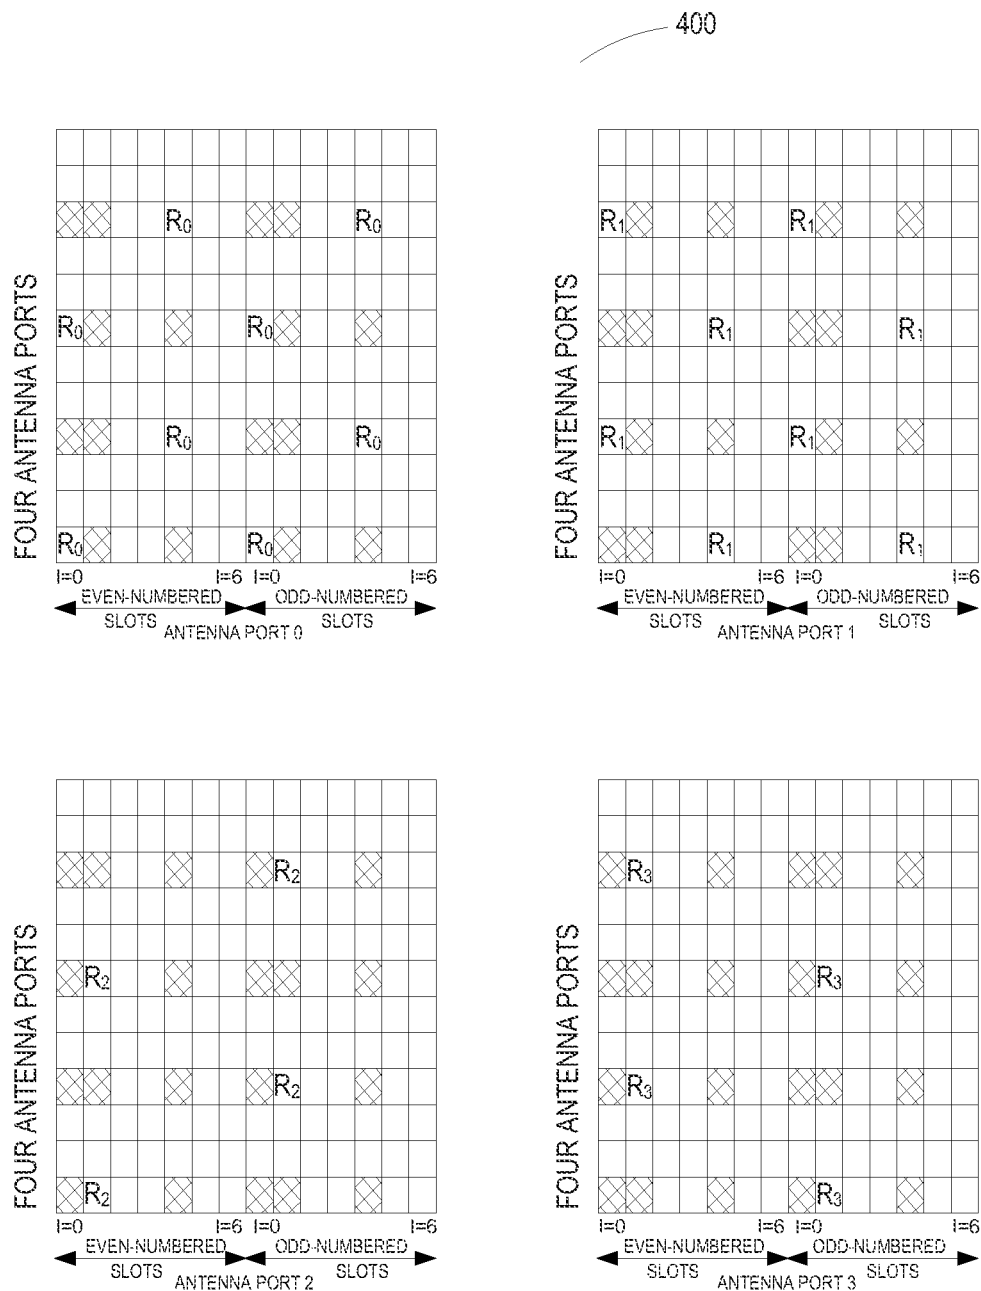 400
FOUR ANTENNA PORTS
R0 R0
R0 R0
R0 R0
R0 R0
l=0 l=6 l=0 l=6
EVEN-NUMBERED SLOTS
ODD-NUMBERED SLOTS
ANTENNA PORT 0
FOUR ANTENNA PORTS
R1 R1
R1 R1
R1 R1
R1 R1
l=0 l=6 l=0 l=6
EVEN-NUMBERED SLOTS
ODD-NUMBERED SLOTS
ANTENNA PORT 1
FOUR ANTENNA PORTS
R2
R2
R2
R2
l=0 l=6 l=0 l=6
EVEN-NUMBERED SLOTS
ODD-NUMBERED SLOTS
ANTENNA PORT 2
FOUR ANTENNA PORTS
R3
R3
R3
R3
l=0 l=6 l=0 l=6
EVEN-NUMBERED SLOTS
ODD-NUMBERED SLOTS
ANTENNA PORT 3